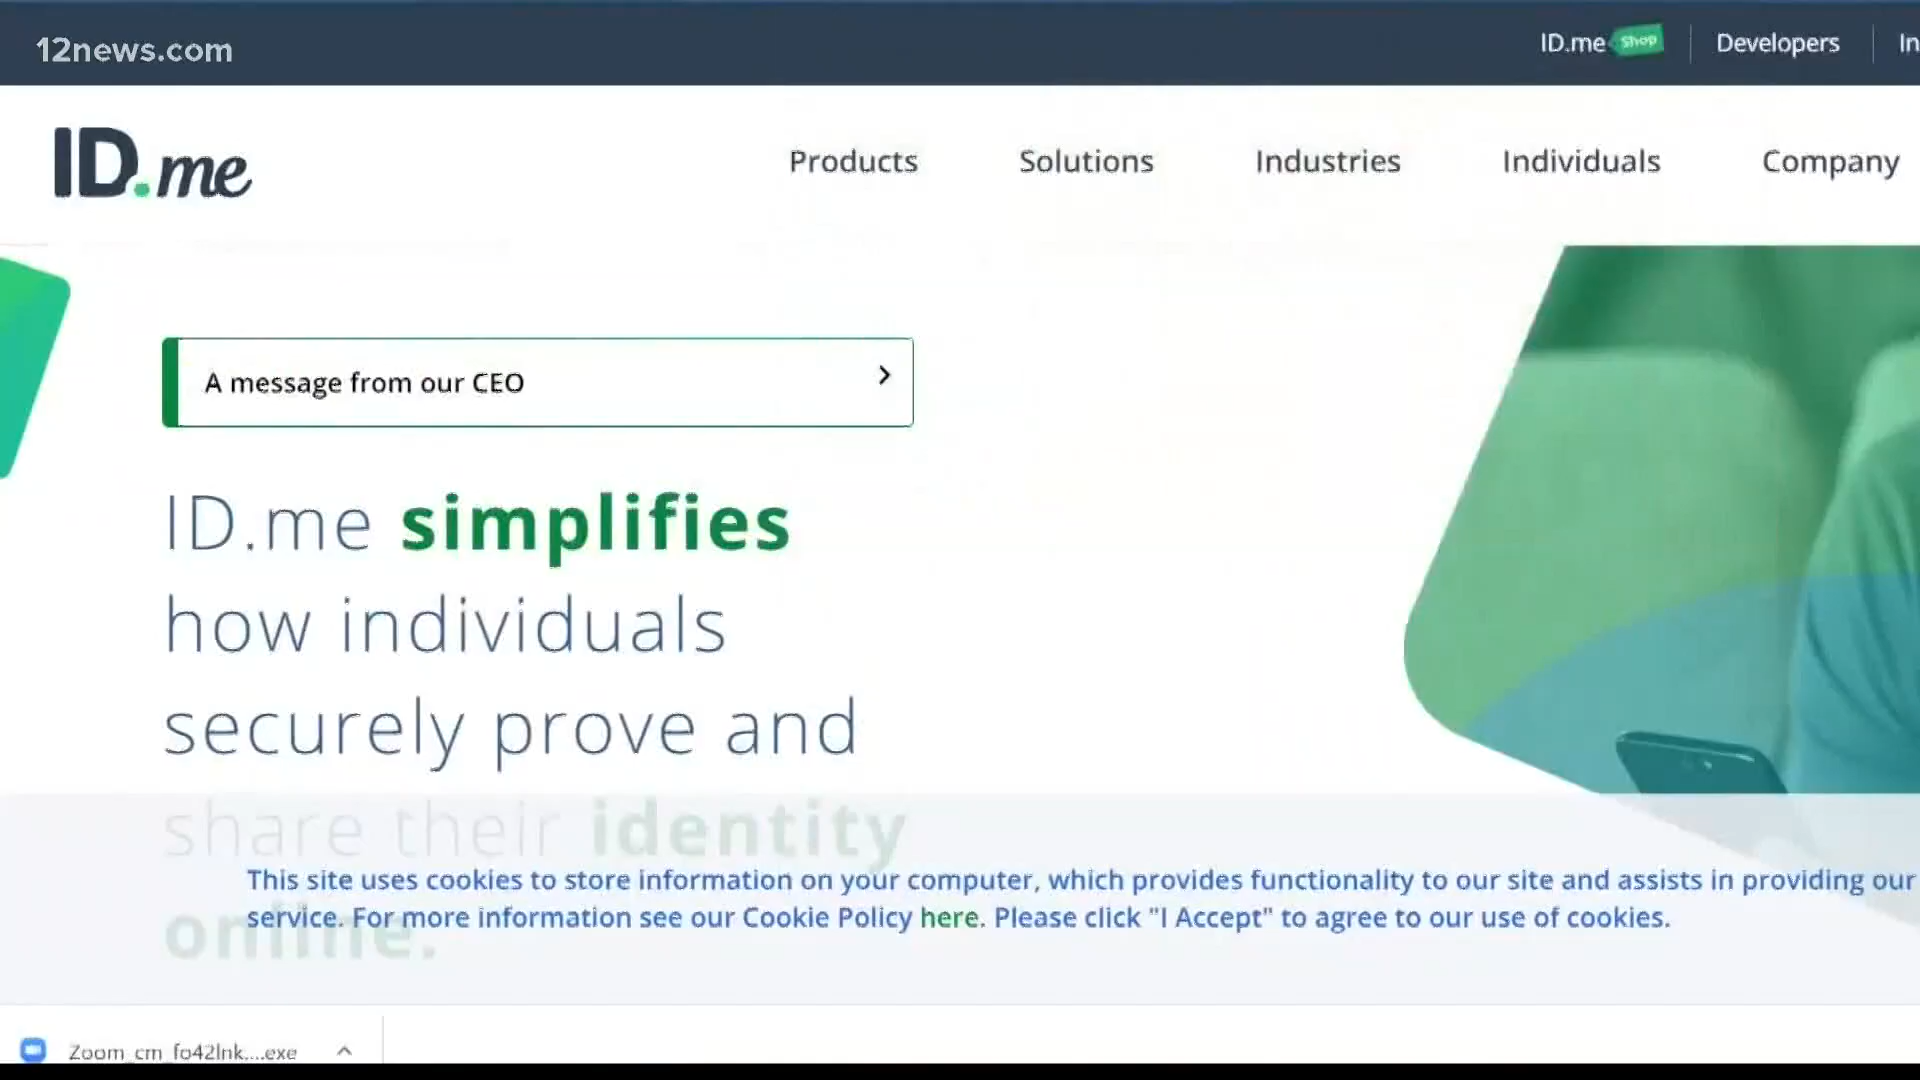 12news.com
ID.me Shop Developers In
ID.me
Products Solutions Industries Individuals Company
A message from our CEO
ID.me simplifies
how individuals
securely prove and
share their identity
online.
This site uses cookies to store information on your computer, which provides functionality to our site and assists in providing our
service. For more information see our Cookie Policy here. Please click "I Accept" to agree to our use of cookies.
Zoom_cm_fo42lnk....exe